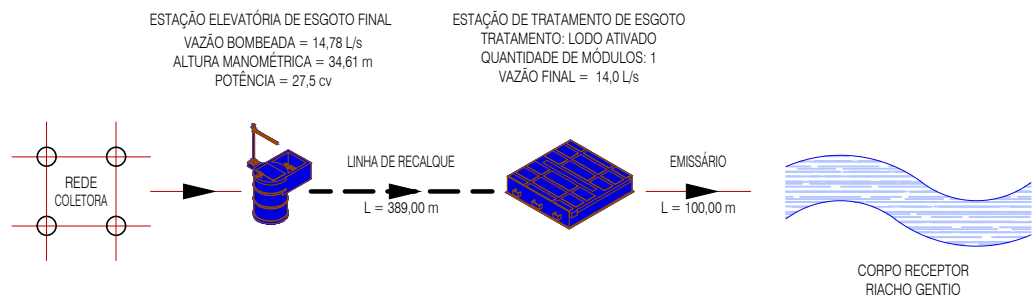 ESTAÇÃO ELEVATÓRIA DE ESGOTO FINAL
VAZÃO BOMBEADA = 14,78 L/s
ALTURA MANOMÉTRICA = 34,61 m
POTÊNCIA = 27,5 cv
ESTAÇÃO DE TRATAMENTO DE ESGOTO
TRATAMENTO: LODO ATIVADO
QUANTIDADE DE MÓDULOS: 1
VAZÃO FINAL = 14,0 L/s
REDE
COLETORA
LINHA DE RECALQUE
L = 389,00 m
EMISSÁRIO
L = 100,00 m
CORPO RECEPTOR
RIACHO GENTIO